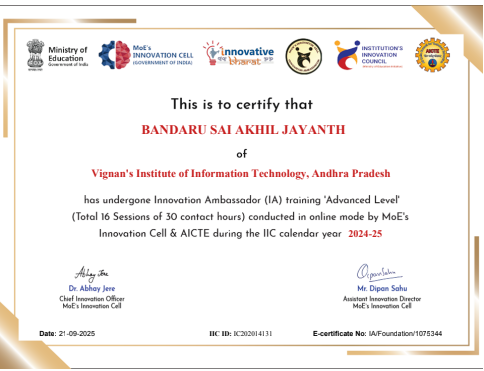 Ministry of
Education
Government of India
MoE's
INNOVATION CELL
(GOVERNMENT OF INDIA)
innovative
bharat
INSTITUTION'S
INNOVATION
COUNCIL
AICTE
This is to certify that
BANDARU SAI AKHIL JAYANTH
of
Vignan's Institute of Information Technology, Andhra Pradesh
has undergone Innovation Ambassador (IA) training 'Advanced Level'
(Total 16 Sessions of 30 contact hours) conducted in online mode by MoE's
Innovation Cell & AICTE during the IIC calendar year 2024-25
Dr. Abhay Jere
Chief Innovation Officer
MoE's Innovation Cell
Mr. Dipan Sahu
Assistant Innovation Director
MoE's Innovation Cell
Date: 21-09-2025
IIC ID: IC202014131
E-certificate No: IA/Foundation/1075344